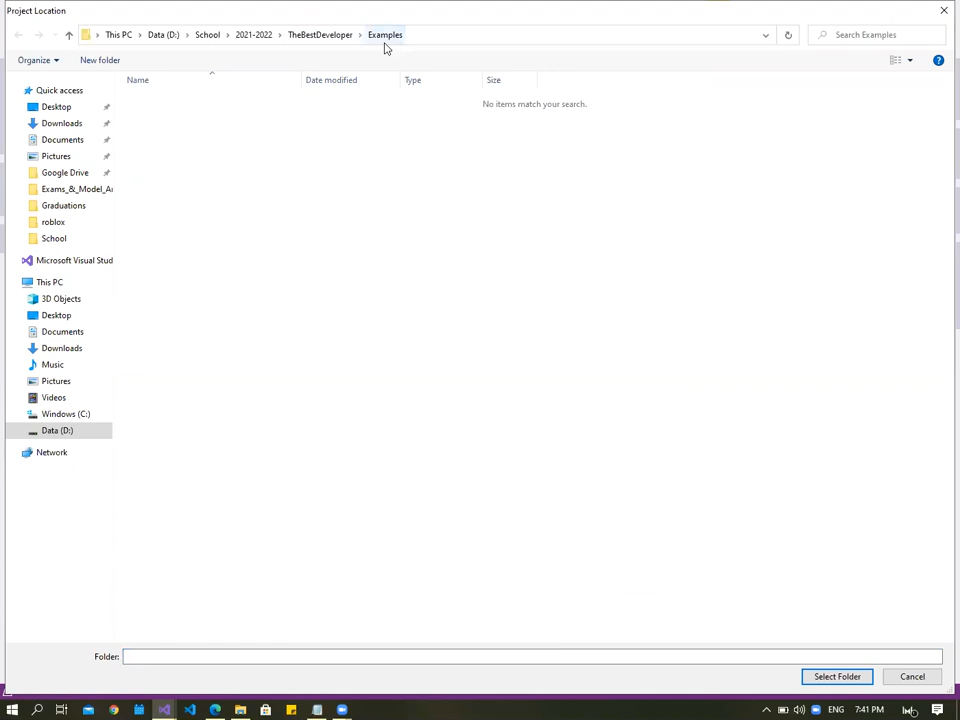 Project Location
This PC
Data (D:)
School
2021-2022
TheBestDeveloper
Examples
Search Examples
Organize
New folder
Name
Date modified
Type
Size
No items match your search.
Quick access
Desktop
Downloads
Documents
Pictures
Google Drive
Exams_&_Model_An
Graduations
roblox
School
Microsoft Visual Stud
This PC
3D Objects
Desktop
Documents
Downloads
Music
Pictures
Videos
Windows (C:)
Data (D:)
Network
Folder:
Select Folder
Cancel
ENG
7:41 PM